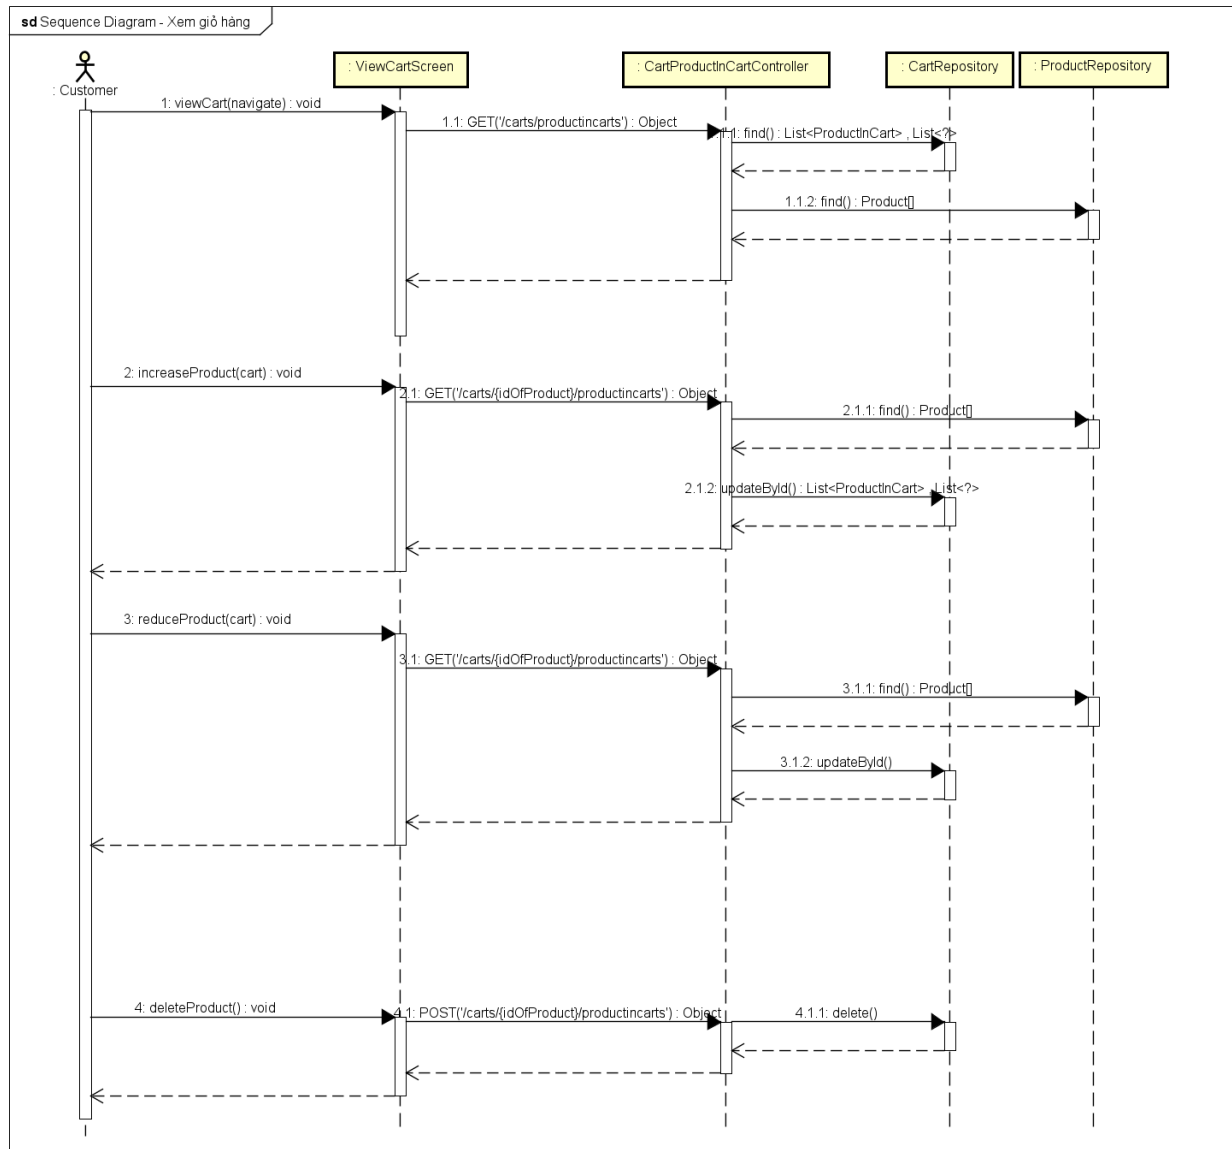 sd Sequence Diagram - Xem giỏ hàng
: Customer
: ViewCartScreen
: CartProductInCartController
: CartRepository
: ProductRepository
1: viewCart(navigate) : void
1.1: GET('/carts/productincarts') : Object
1.1.1: find() : List<ProductInCart> , List<?>
1.1.2: find() : Product[]
2: increaseProduct(cart) : void
2.1: GET('/carts/{idOfProduct}/productincarts') : Object
2.1.1: find() : Product[]
2.1.2: updateById() : List<ProductInCart> , List<?>
3: reduceProduct(cart) : void
3.1: GET('/carts/{idOfProduct}/productincarts') : Object
3.1.1: find() : Product[]
3.1.2: updateById()
4: deleteProduct() : void
4.1: POST('/carts/{idOfProduct}/productincarts') : Object
4.1.1: delete()